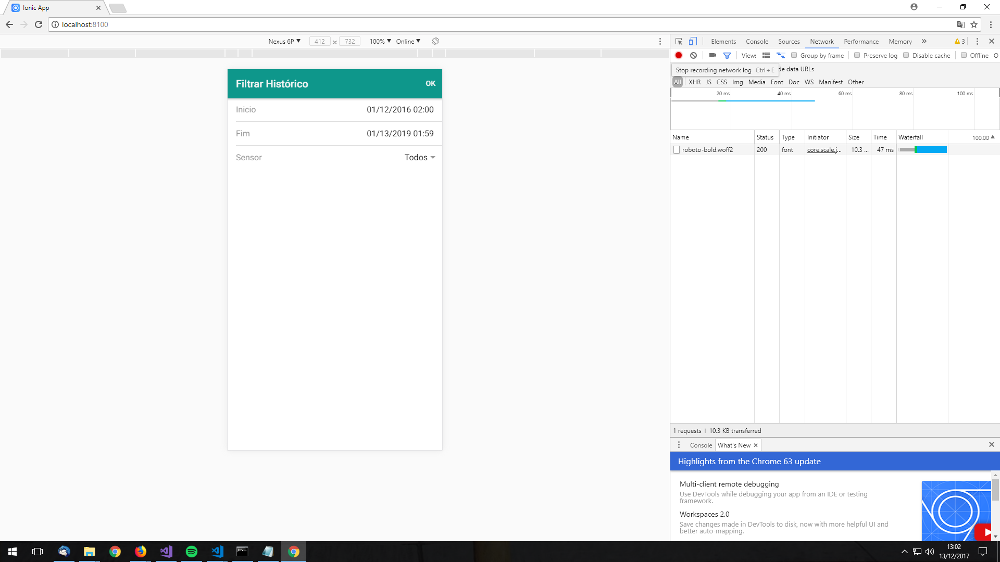 Ionic App
localhost:8100
Nexus 6P 412 × 732 100% Online
Elements Console Sources Network Performance Memory » 3
View: Group by frame Preserve log Disable cache Offline O
Stop recording network log Ctrl + E de data URLs
All XHR JS CSS Img Media Font Doc WS Manifest Other
20 ms 40 ms 60 ms 80 ms 100 ms
Name Status Type Initiator Size Time Waterfall 100.00
roboto-bold.woff2 200 font core.scale.j... 10.3 ... 47 ms
Filtrar Histórico OK
Inicio 01/12/2016 02:00
Fim 01/13/2019 01:59
Sensor Todos
1 requests | 10.3 KB transferred
Console What's New
Highlights from the Chrome 63 update
Multi-client remote debugging
Use DevTools while debugging your app from an IDE or testing
framework.
Workspaces 2.0
Save changes made in DevTools to disk, now with more helpful UI and
better auto-mapping.
13:02
13/12/2017